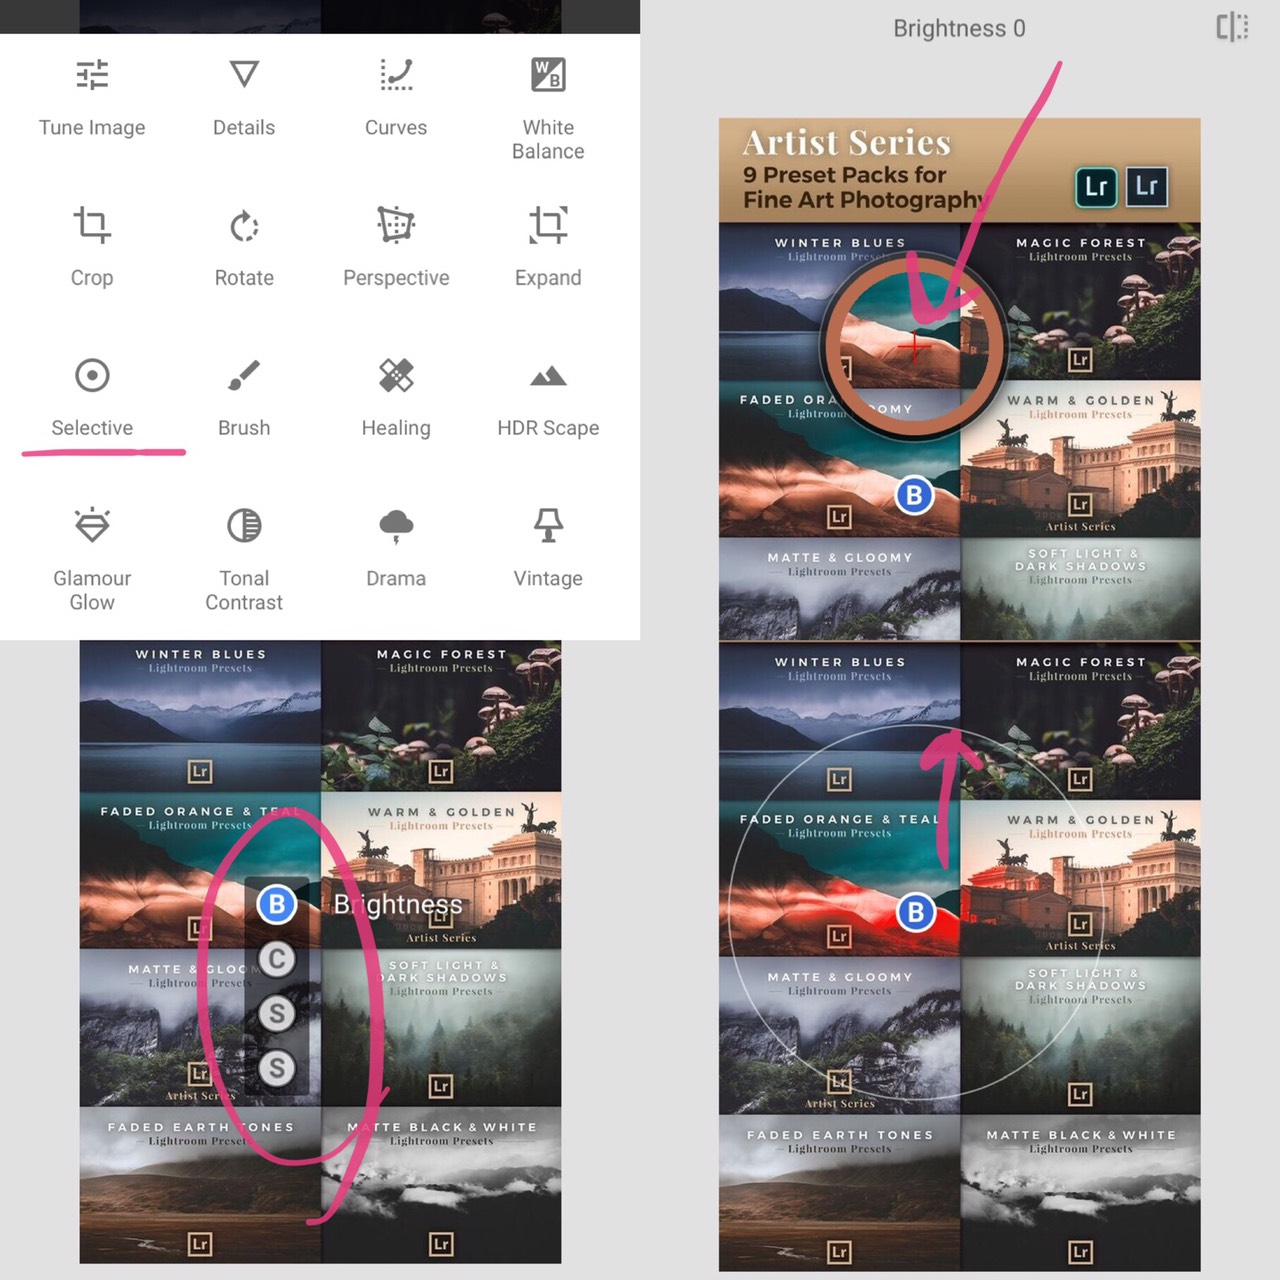 Tune Image
Details
Curves
White
Balance
W
B
Crop
Rotate
Perspective
Expand
Selective
Brush
Healing
HDR Scape
Glamour
Glow
Tonal
Contrast
Drama
Vintage
Brightness 0
Artist Series
9 Preset Packs for
Fine Art Photography
Lr
Lr
WINTER BLUES
Lightroom Prese
MAGIC FOREST
Lightroom Presets
Lr
FADED ORA
Lightroom
OOMY
WARM & GOLDEN
Lightroom Presets
B
Lr
Lr
Artist Series
MATTE & GLOOMY
Lightroom Presets
SOFT LIGHT &
DARK SHADOWS
Lightroom Presets
WINTER BLUES
Lightroom Presets
MAGIC FOREST
Lightroom Presets
Lr
Lr
FADED ORANGE & TEAL
Lightroom Presets
WARM & GOLDEN
Lightroom Presets
B
Brightness
Lr
Lr
Artist Series
C
MATTE & GLOOM
Lightroom Presets
SOFT LIGHT &
DARK SHADOWS
Lightroom Presets
S
S
Lr
Artist Series
Lr
FADED EARTH TONES
Lightroom Presets
MATTE BLACK & WHITE
Lightroom Presets
Lr
Lr
WINTER BLUES
Lightroom Presets
MAGIC FOREST
Lightroom Presets
Lr
Lr
FADED ORANGE & TEAL
Lightroom Presets
WARM & GOLDEN
Lightroom Presets
B
Lr
Lr
Artist Series
MATTE & GLOOMY
Lightroom Presets
SOFT LIGHT &
DARK SHADOWS
Lightroom Presets
Lr
Artist Series
Lr
FADED EARTH TONES
Lightroom Presets
MATTE BLACK & WHITE
Lightroom Presets
Lr
Lr